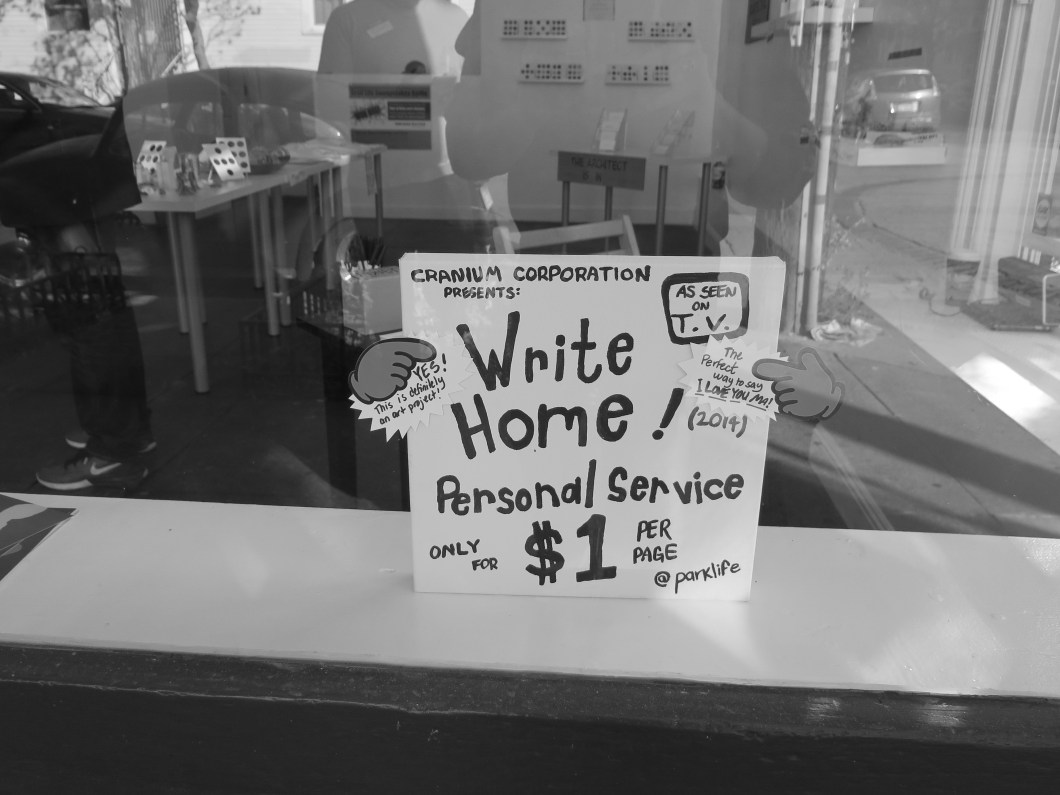 CRANIUM CORPORATION
PRESENTS:
AS SEEN
ON
T.V.
Write
Home!
(2014)
YES!
This is definitely
an art project!
The
Perfect
way to say
I LOVE YOU MA!
Personal Service
ONLY
FOR
$1
PER
PAGE
@parklife